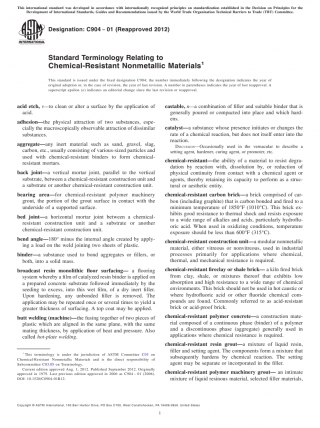 This international standard was developed in accordance with internationally recognized principles on standardization established in the Decision on Principles for the
Development of International Standards, Guides and Recommendations issued by the World Trade Organization Technical Barriers to Trade (TBT) Committee.
Designation: C904 – 01 (Reapproved 2012)
INTERNATIONAL
Standard Terminology Relating to
Chemical-Resistant Nonmetallic Materials¹
This standard is issued under the fixed designation C904; the number immediately following the designation indicates the year of
original adoption or, in the case of revision, the year of last revision. A number in parentheses indicates the year of last reapproval. A
superscript epsilon (ε) indicates an editorial change since the last revision or reapproval.
acid etch, v—to clean or alter a surface by the application of
acid.
adhesion—the physical attraction of two substances, espe-
cially the macroscopically observable attraction of dissimilar
substances.
aggregate—any inert material such as sand, gravel, slag,
carbon, etc., usually consisting of various-sized particles and
used with chemical-resistant binders to form chemical-
resistant mortars.
back joint—a vertical mortar joint, parallel to the vertical
substrate, between a chemical-resistant construction unit and
a substrate or another chemical-resistant construction unit.
bearing area—for chemical-resistant polymer machinery
grout, the portion of the grout surface in contact with the
underside of a supported surface.
bed joint—a horizontal mortar joint between a chemical-
resistant construction unit and a substrate or another
chemical-resistant construction unit.
bond angle—180° minus the internal angle created by apply-
ing a load on the weld joining two sheets of plastic.
binder—a substance used to bond aggregates or fillers, or
both, into a solid mass.
broadcast resin monolithic floor surfacing—a flooring
system whereby a film of catalyzed resin binder is applied on
a prepared concrete substrate followed immediately by the
seeding to excess, into this wet film, of a dry inert filler.
Upon hardening, any unbonded filler is removed. The
application may be repeated once or several times to yield a
greater thickness of surfacing. A top coat may be applied.
butt welding (machine)—the fusing together of two pieces of
plastic which are aligned in the same plane, with the same
mating thickness, by application of heat and pressure. Also
called hot-plate welding.
¹ This terminology is under the jurisdiction of ASTM Committee C03 on
Chemical-Resistant Nonmetallic Materials and is the direct responsibility of
Subcommittee C03.05 on Terminology.
Current edition approved Aug. 1, 2012. Published September 2012. Originally
approved in 1979. Last previous edition approved in 2006 as C904 – 01 (2006).
DOI: 10.1520/C0904-01R12.
castable, n—a combination of filler and suitable binder that is
generally poured or compacted into place and which hard-
ens.
catalyst—a substance whose presence initiates or changes the
rate of a chemical reaction, but does not itself enter into the
reaction.
DISCUSSION—Occasionally used in the vernacular to describe a
setting agent, hardener, curing agent, or promoter, etc.
chemical-resistant—the ability of a material to resist degra-
dation by reaction with, dissolution by, or reduction of
physical continuity from contact with a chemical agent or
agents, thereby retaining its capacity to perform as a struc-
tural or aesthetic entity.
chemical-resistant carbon brick—a brick comprised of car-
bon (including graphite) that is carbon bonded and fired to a
minimum temperature of 1850°F (1010°C). This brick ex-
hibits good resistance to thermal shock and resists exposure
to a wide range of alkalies and acids, particularly hydroflu-
oric acid. When used in oxidizing conditions, temperature
exposure should be less than 600°F (315°C).
chemical-resistant construction unit—a modular nonmetallic
material, either vitreous or nonvitreous, used in industrial
processes primarily for applications where chemical,
thermal, and mechanical resistance is required.
chemical-resistant fireclay or shale brick—a kiln fired brick
from clay, shale, or mixtures thereof that exhibits low
absorption and high resistance to a wide range of chemical
environments. This brick should be used in hot caustic or
where hydrofluoric acid or other fluoride chemical com-
pounds are found. Commonly referred to as acid-resistant
brick or acid-proof brick.
chemical-resistant polymer concrete—a construction mate-
rial composed of a continuous phase (binder) of a polymer
and a discontinuous phase (aggregate) generally used in
applications where chemical resistance is required.
chemical-resistant resin grout—a mixture of liquid resin,
filler and setting agent. The components form a mixture that
subsequently hardens by chemical reaction. The setting
agent may be separate or incorporated in the filler.
chemical-resistant polymer machinery grout— an intimate
mixture of liquid resinous material, selected filler materials,
Copyright © ASTM International, 100 Barr Harbor Drive, PO Box C700, West Conshohocken, PA 19428-2959. United States
1